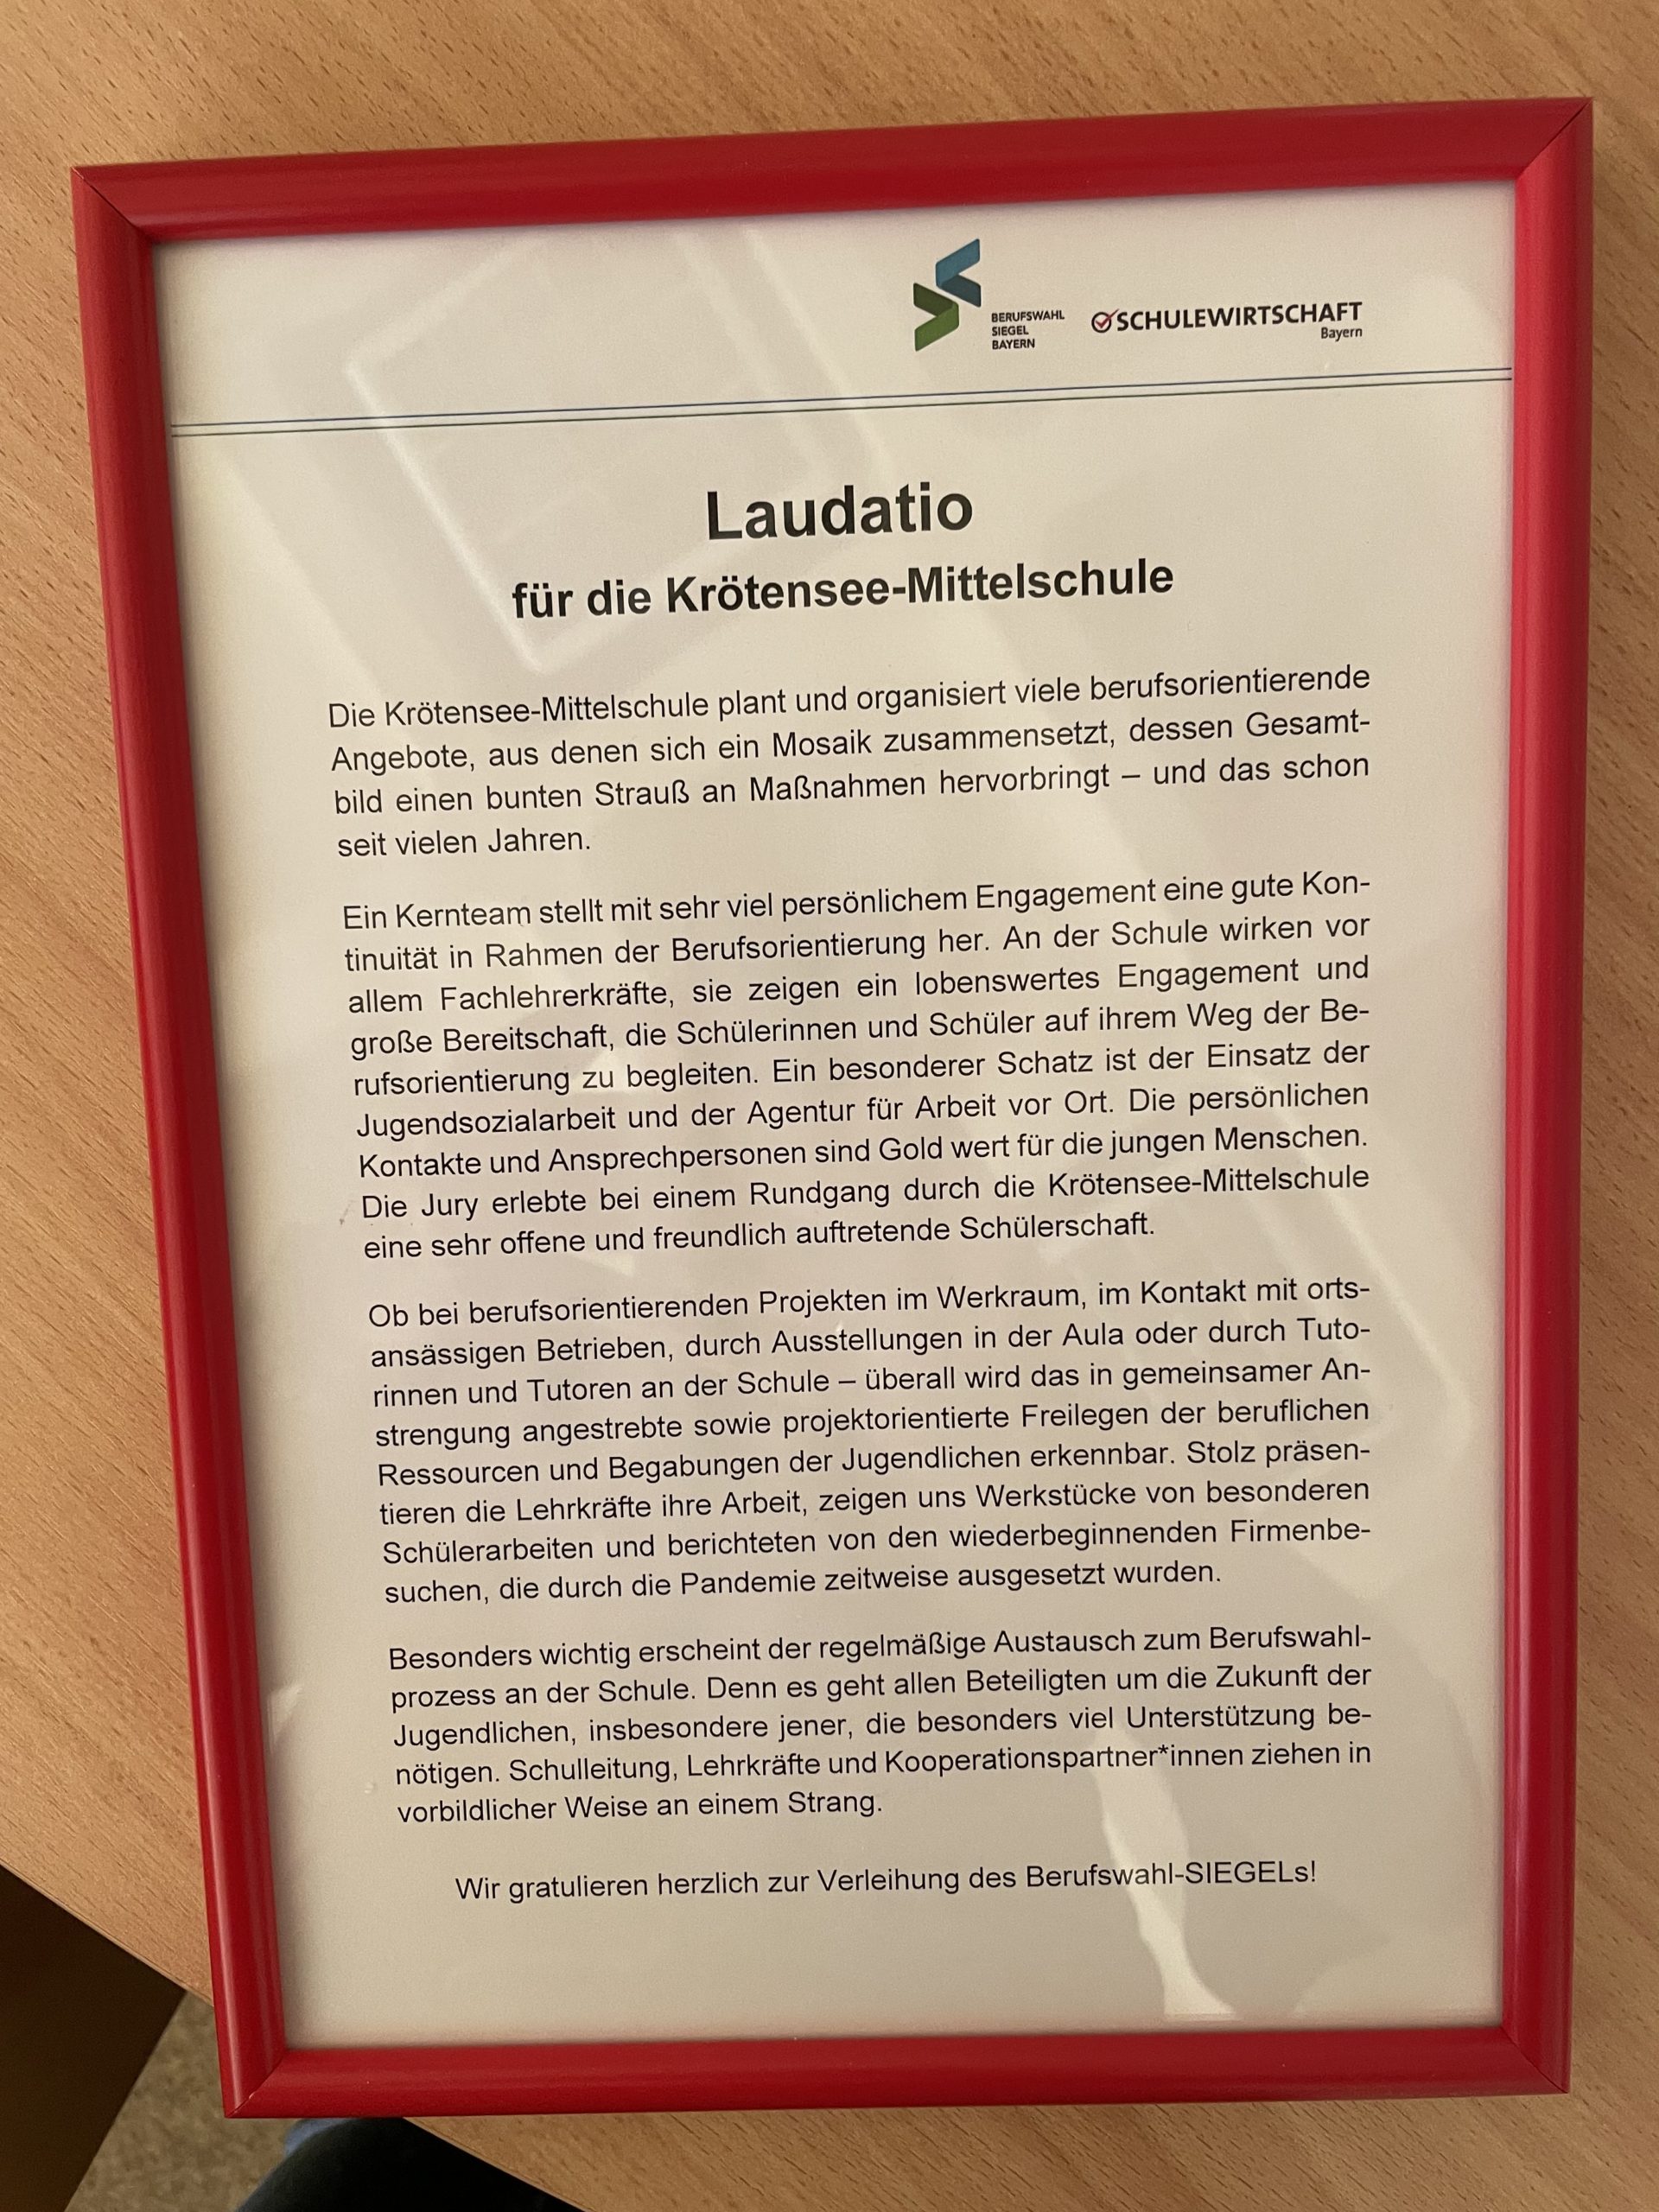 BERUFSWAHL
SIEGEL
BAYERN
SCHULEWIRTSCHAFT
Bayern
Laudatio
für die Krötensee-Mittelschule
Die Krötensee-Mittelschule plant und organisiert viele berufsorientierende
Angebote, aus denen sich ein Mosaik zusammensetzt, dessen Gesamt-
bild einen bunten Strauß an Maßnahmen hervorbringt – und das schon
seit vielen Jahren.
Ein Kernteam stellt mit sehr viel persönlichem Engagement eine gute Kon-
tinuität in Rahmen der Berufsorientierung her. An der Schule wirken vor
allem Fachlehrerkräfte, sie zeigen ein lobenswertes Engagement und
große Bereitschaft, die Schülerinnen und Schüler auf ihrem Weg der Be-
rufsorientierung zu begleiten. Ein besonderer Schatz ist der Einsatz der
Jugendsozialarbeit und der Agentur für Arbeit vor Ort. Die persönlichen
Kontakte und Ansprechpersonen sind Gold wert für die jungen Menschen.
Die Jury erlebte bei einem Rundgang durch die Krötensee-Mittelschule
eine sehr offene und freundlich auftretende Schülerschaft.
Ob bei berufsorientierenden Projekten im Werkraum, im Kontakt mit orts-
ansässigen Betrieben, durch Ausstellungen in der Aula oder durch Tuto-
rinnen und Tutoren an der Schule – überall wird das in gemeinsamer An-
strengung angestrebte sowie projektorientierte Freilegen der beruflichen
Ressourcen und Begabungen der Jugendlichen erkennbar. Stolz präsen-
tieren die Lehrkräfte ihre Arbeit, zeigen uns Werkstücke von besonderen
Schülerarbeiten und berichteten von den wiederbeginnenden Firmenbe-
suchen, die durch die Pandemie zeitweise ausgesetzt wurden.
Besonders wichtig erscheint der regelmäßige Austausch zum Berufswahl-
prozess an der Schule. Denn es geht allen Beteiligten um die Zukunft der
Jugendlichen, insbesondere jener, die besonders viel Unterstützung be-
nötigen. Schulleitung, Lehrkräfte und Kooperationspartner*innen ziehen in
vorbildlicher Weise an einem Strang.
Wir gratulieren herzlich zur Verleihung des Berufswahl-SIEGELs!